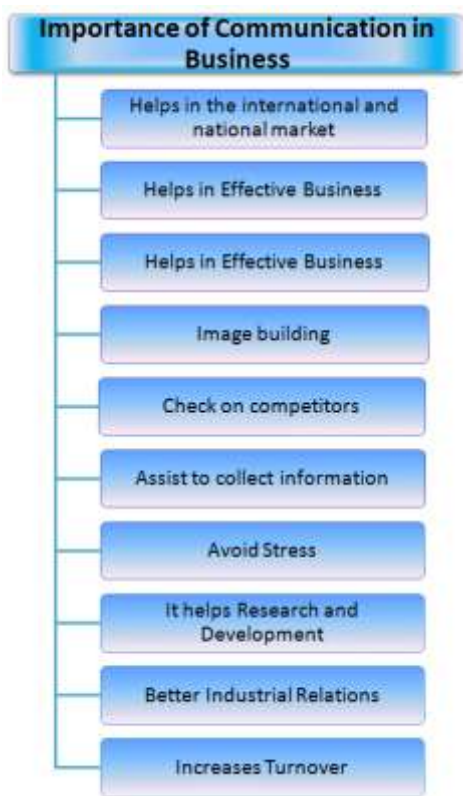 Importance of Communication in
Business
Helps in the international and
national market
Helps in Effective Business
Helps in Effective Business
Image building
Check on competitors
Assist to collect information
Avoid Stress
It helps Research and
Development
Better Industrial Relations
Increases Turnover